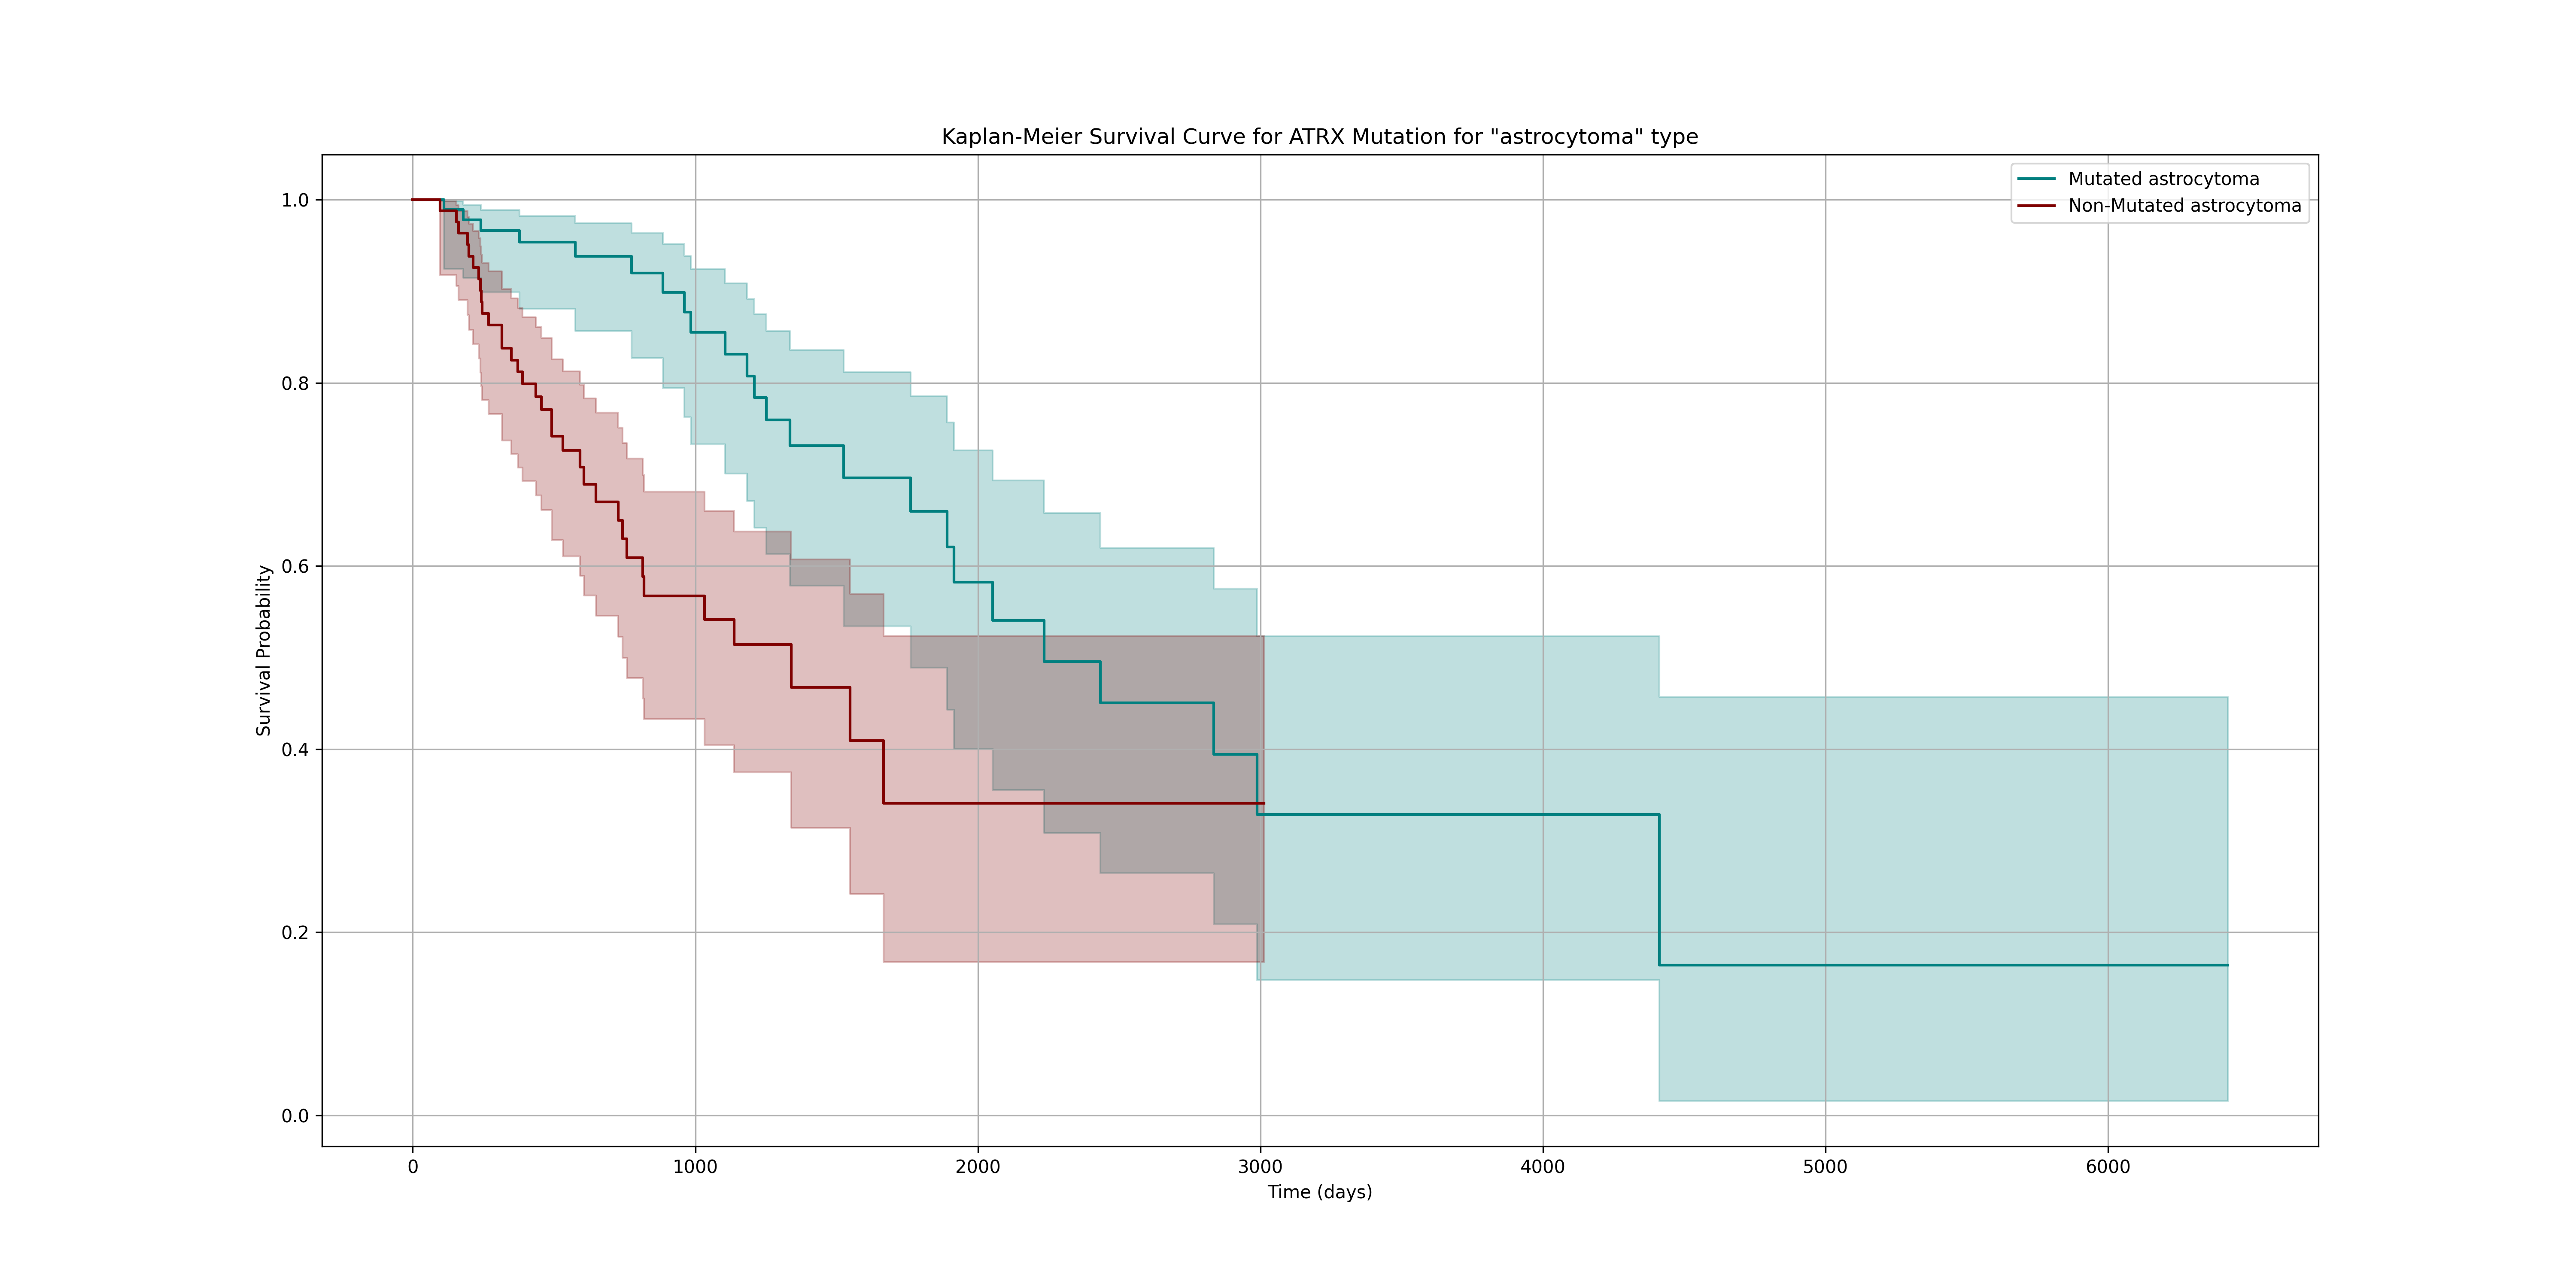 Kaplan-Meier Survival Curve for ATRX Mutation for "astrocytoma" type
Mutated astrocytoma
Non-Mutated astrocytoma
Survival Probability
1.0
0.8
0.6
0.4
0.2
0.0
0 1000 2000 3000 4000 5000 6000
Time (days)